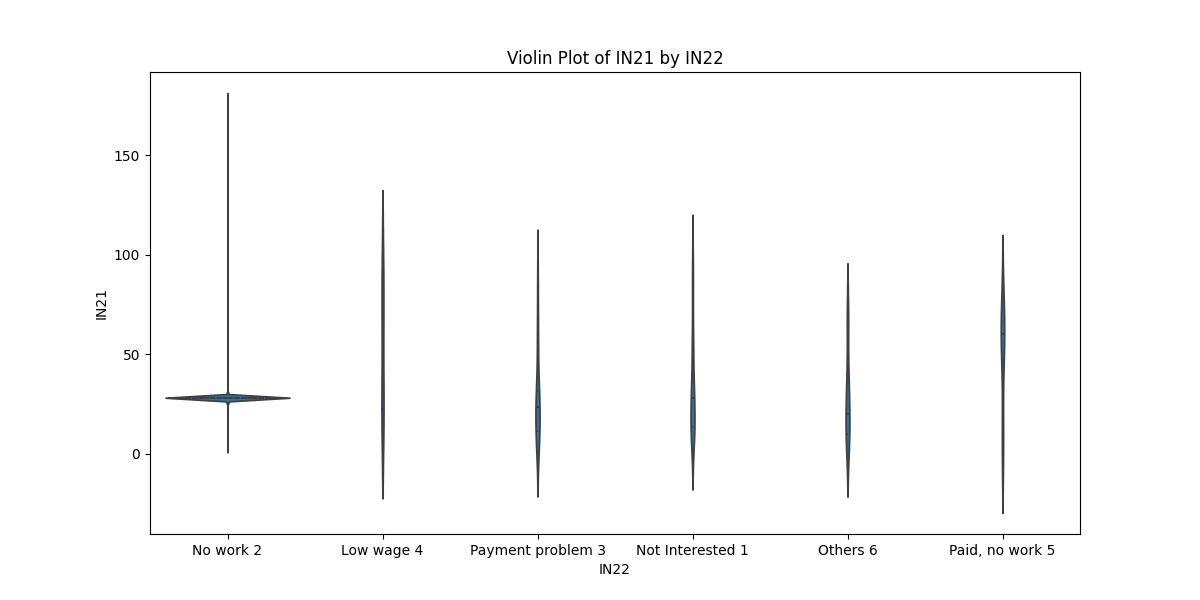 Violin Plot of IN21 by IN22
150
100
50
0
IN21
No work 2
Low wage 4
Payment problem 3
Not Interested 1
Others 6
Paid, no work 5
IN22